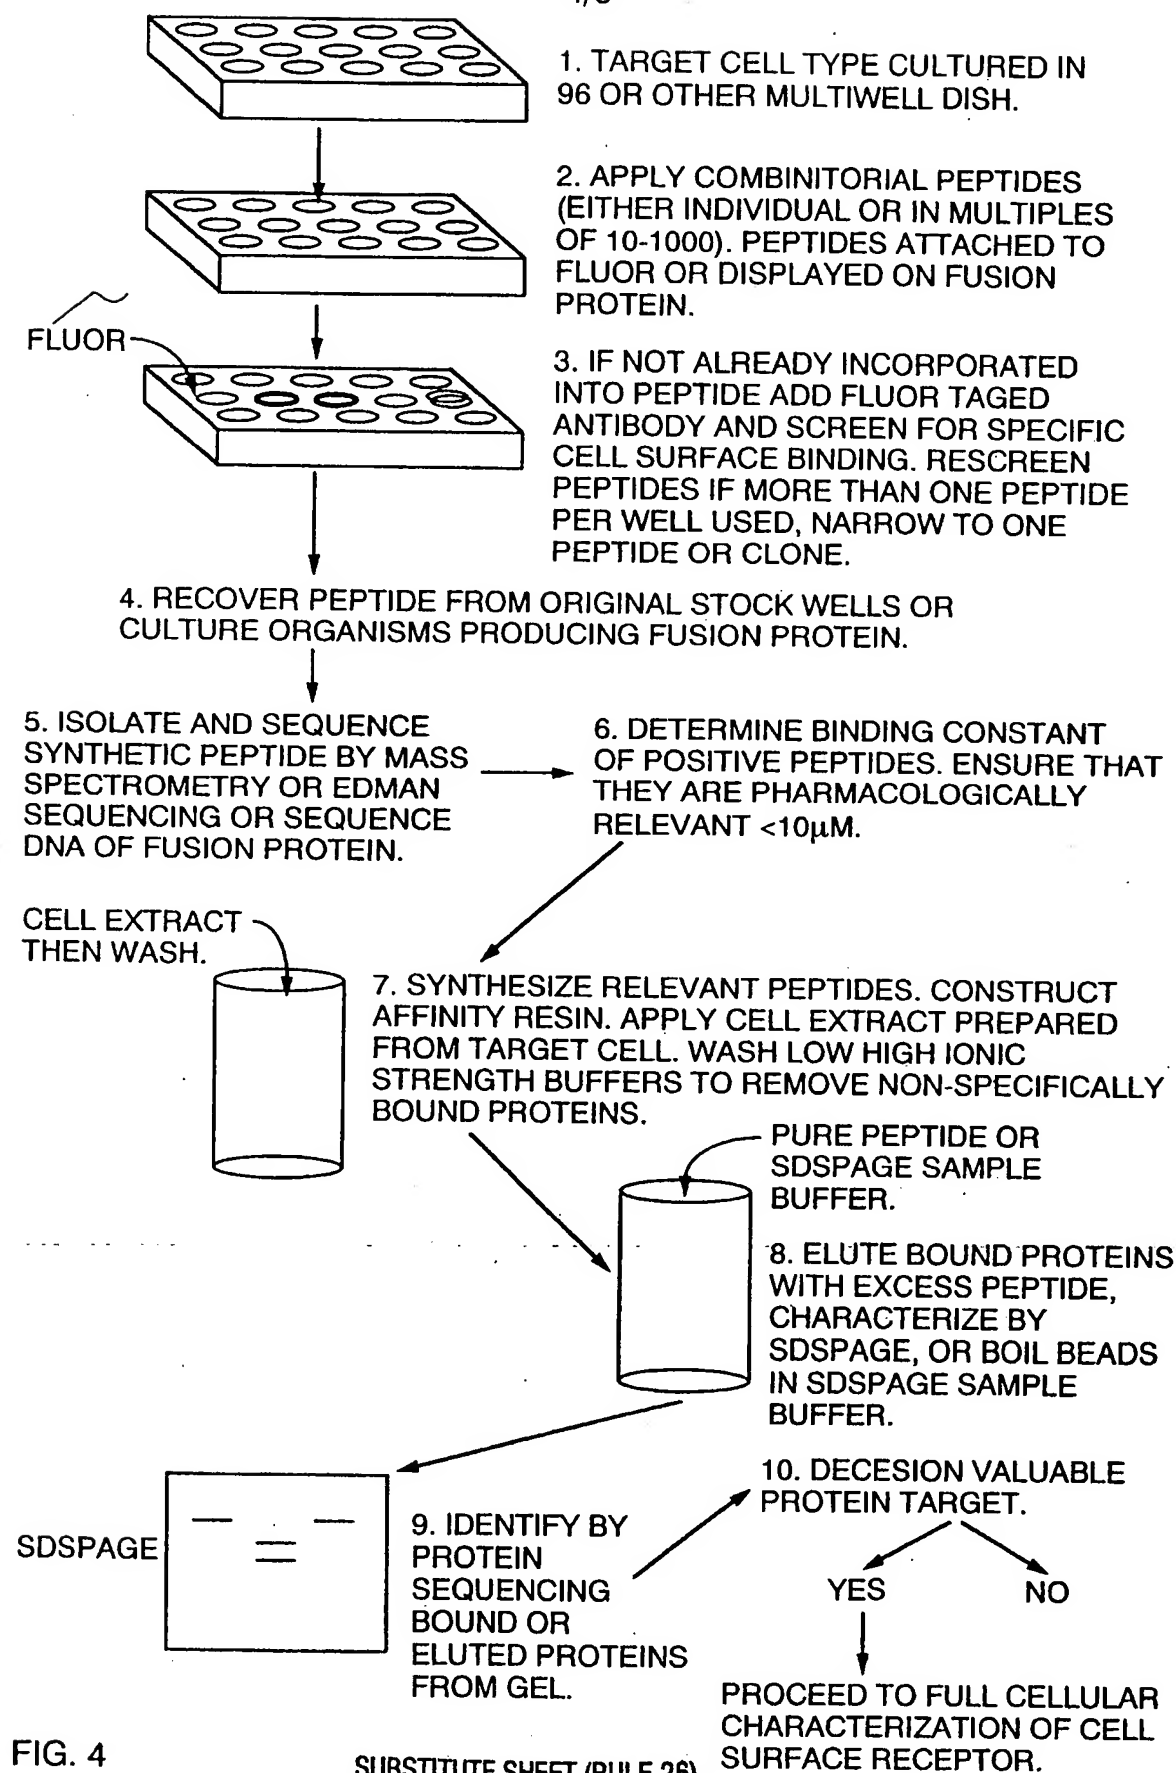 1. TARGET CELL TYPE CULTURED IN
96 OR OTHER MULTIWELL DISH.
2. APPLY COMBINITORIAL PEPTIDES
(EITHER INDIVIDUAL OR IN MULTIPLES
OF 10-1000). PEPTIDES ATTACHED TO
FLUOR OR DISPLAYED ON FUSION
PROTEIN.
FLUOR
3. IF NOT ALREADY INCORPORATED
INTO PEPTIDE ADD FLUOR TAGED
ANTIBODY AND SCREEN FOR SPECIFIC
CELL SURFACE BINDING. RESCREEN
PEPTIDES IF MORE THAN ONE PEPTIDE
PER WELL USED, NARROW TO ONE
PEPTIDE OR CLONE.
4. RECOVER PEPTIDE FROM ORIGINAL STOCK WELLS OR
CULTURE ORGANISMS PRODUCING FUSION PROTEIN.
5. ISOLATE AND SEQUENCE
SYNTHETIC PEPTIDE BY MASS
SPECTROMETRY OR EDMAN
SEQUENCING OR SEQUENCE
DNA OF FUSION PROTEIN.
6. DETERMINE BINDING CONSTANT
OF POSITIVE PEPTIDES. ENSURE THAT
THEY ARE PHARMACOLOGICALLY
RELEVANT <10μM.
CELL EXTRACT
THEN WASH.
7. SYNTHESIZE RELEVANT PEPTIDES. CONSTRUCT
AFFINITY RESIN. APPLY CELL EXTRACT PREPARED
FROM TARGET CELL. WASH LOW HIGH IONIC
STRENGTH BUFFERS TO REMOVE NON-SPECIFICALLY
BOUND PROTEINS.
PURE PEPTIDE OR
SDSPAGE SAMPLE
BUFFER.
8. ELUTE BOUND PROTEINS
WITH EXCESS PEPTIDE,
CHARACTERIZE BY
SDSPAGE, OR BOIL BEADS
IN SDSPAGE SAMPLE
BUFFER.
SDSPAGE
9. IDENTIFY BY
PROTEIN
SEQUENCING
BOUND OR
ELUTED PROTEINS
FROM GEL.
10. DECESION VALUABLE
PROTEIN TARGET.
YES
NO
PROCEED TO FULL CELLULAR
CHARACTERIZATION OF CELL
SURFACE RECEPTOR.
FIG. 4
SUBSTITUTE SHEET (RULE 26)